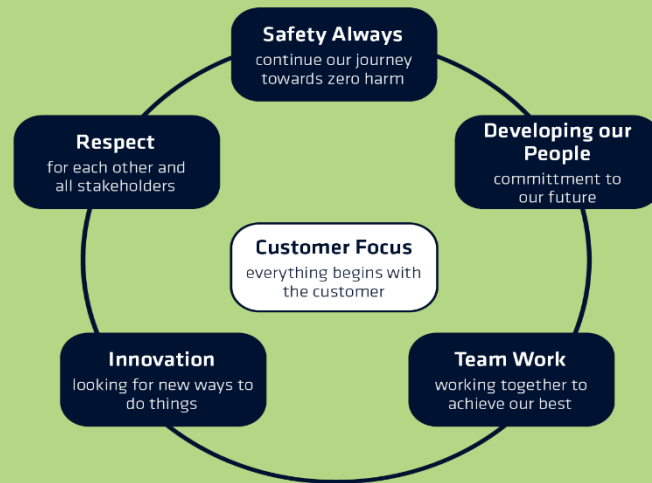 Safety Always
continue our journey
towards zero harm
Respect
for each other and
all stakeholders
Developing our
People
committment to
our future
Customer Focus
everything begins with
the customer
Innovation
looking for new ways to
do things
Team Work
working together to
achieve our best